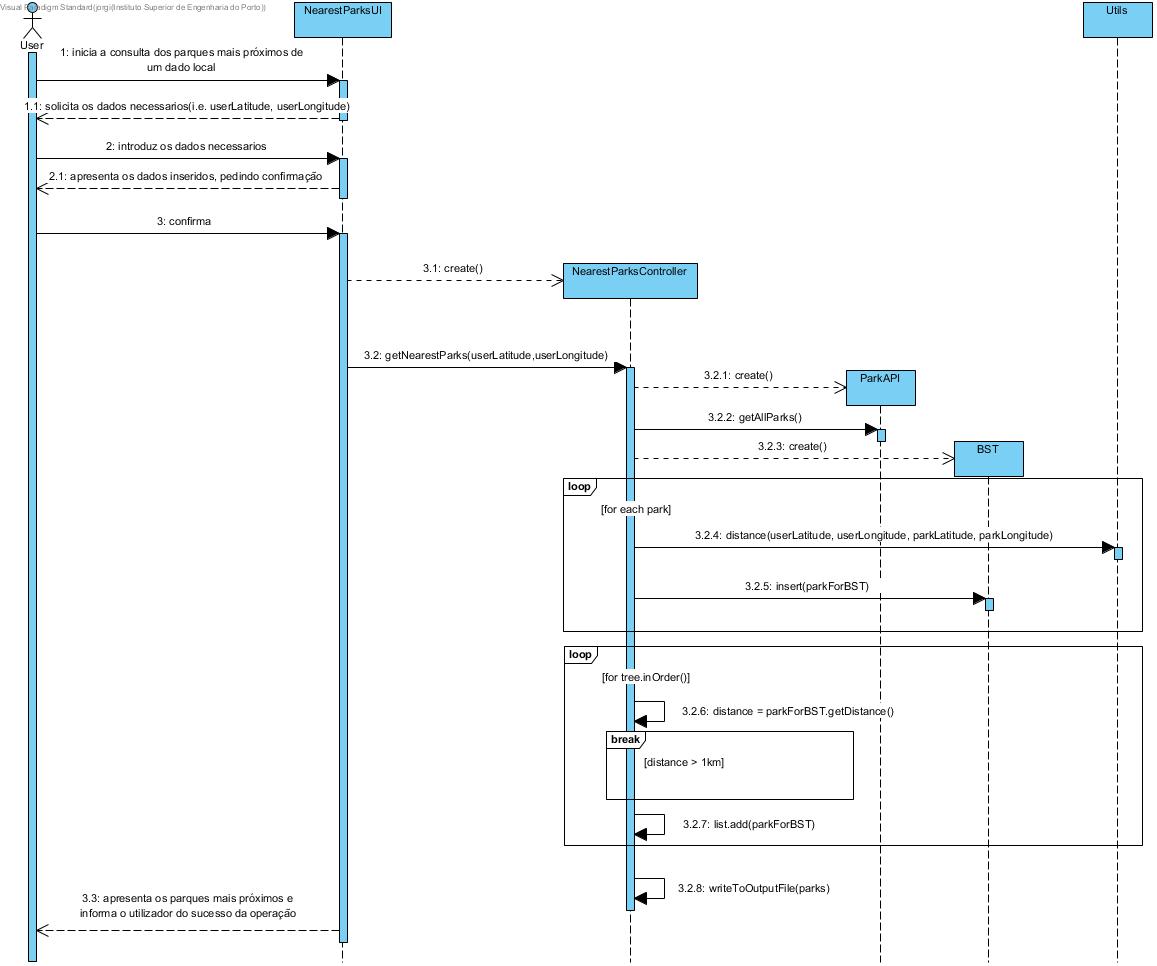 Visual Paradigm Standard(jorgi(Instituto Superior de Engenharia do Porto))
NearestParksUI
Utils
User
1: inicia a consulta dos parques mais próximos de
um dado local
1.1: solicita os dados necessarios(i.e. userLatitude, userLongitude)
2: introduz os dados necessarios
2.1: apresenta os dados inseridos, pedindo confirmação
3: confirma
3.1: create()
NearestParksController
3.2: getNearestParks(userLatitude,userLongitude)
3.2.1: create()
ParkAPI
3.2.2: getAllParks()
3.2.3: create()
BST
loop
[for each park]
3.2.4: distance(userLatitude, userLongitude, parkLatitude, parkLongitude)
3.2.5: insert(parkForBST)
loop
[for tree.inOrder()]
3.2.6: distance = parkForBST.getDistance()
break
[distance > 1km]
3.2.7: list.add(parkForBST)
3.2.8: writeToOutputFile(parks)
3.3: apresenta os parques mais próximos e
informa o utilizador do sucesso da operação